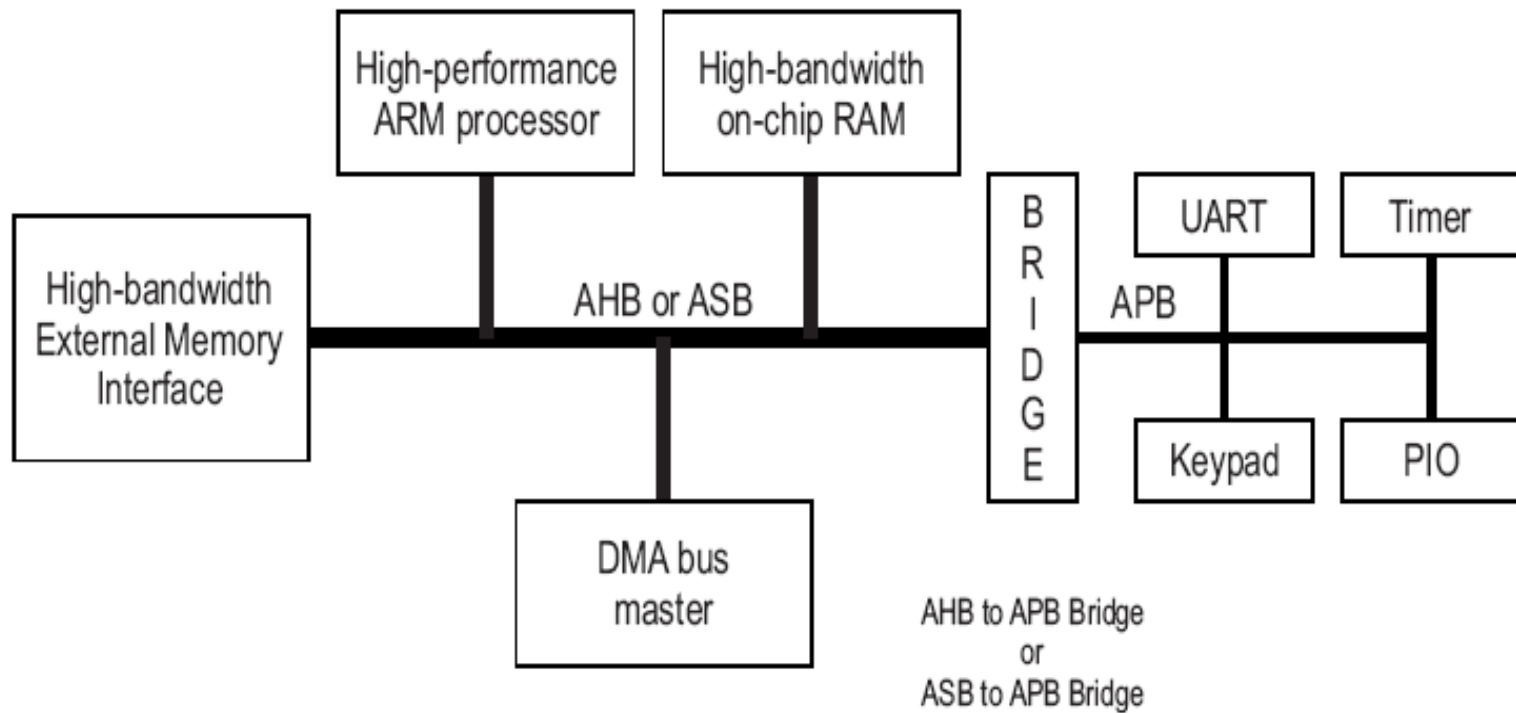 High-performance
ARM processor
High-bandwidth
on-chip RAM
High-bandwidth
External Memory
Interface
AHB or ASB
B
R
I
D
G
E
APB
UART
Timer
Keypad
PIO
DMA bus
master
AHB to APB Bridge
or
ASB to APB Bridge